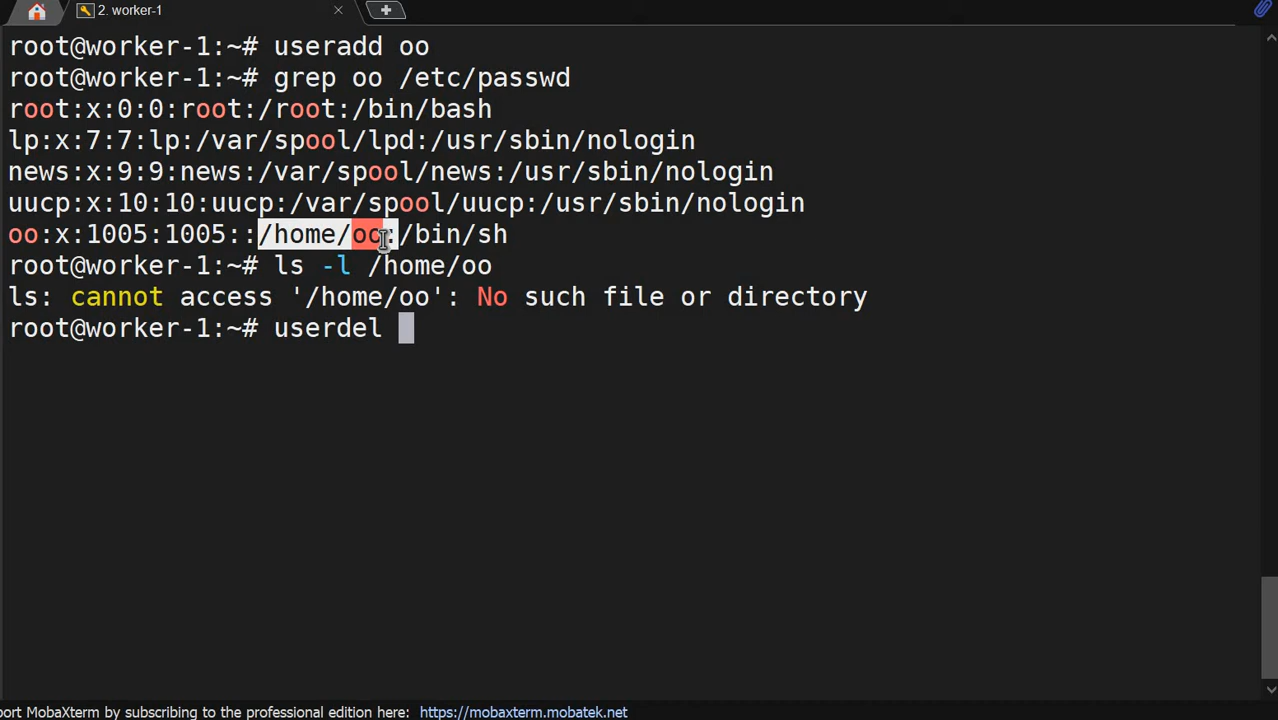 2. worker-1
root@worker-1:~# useradd oo
root@worker-1:~# grep oo /etc/passwd
root:x:0:0:root:/root:/bin/bash
lp:x:7:7:lp:/var/spool/lpd:/usr/sbin/nologin
news:x:9:9:news:/var/spool/news:/usr/sbin/nologin
uucp:x:10:10:uucp:/var/spool/uucp:/usr/sbin/nologin
oo:x:1005:1005::/home/oo:/bin/sh
root@worker-1:~# ls -l /home/oo
ls: cannot access '/home/oo': No such file or directory
root@worker-1:~# userdel
ort MobaXterm by subscribing to the professional edition here: https://mobaxterm.mobatek.net